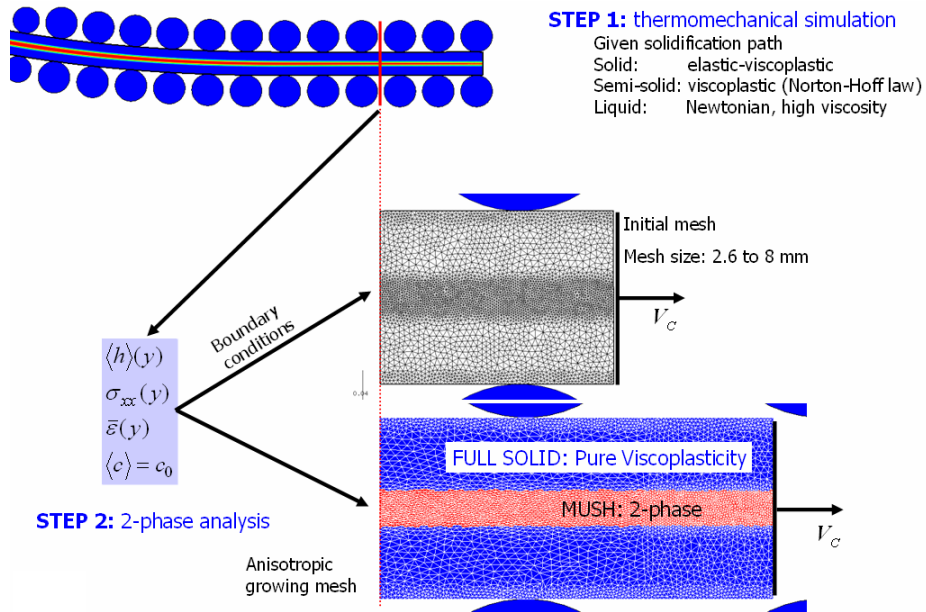 STEP 1: thermomechanical simulation
Given solidification path
Solid: elastic-viscoplastic
Semi-solid: viscoplastic (Norton-Hoff law)
Liquid: Newtonian, high viscosity
Initial mesh
Mesh size: 2.6 to 8 mm
V_C
Boundary
conditions
0.04
⟨h⟩(y)
σ_xx(y)
ε̄(y)
⟨c⟩ = c_0
FULL SOLID: Pure Viscoplasticity
MUSH: 2-phase
V_C
STEP 2: 2-phase analysis
Anisotropic
growing mesh